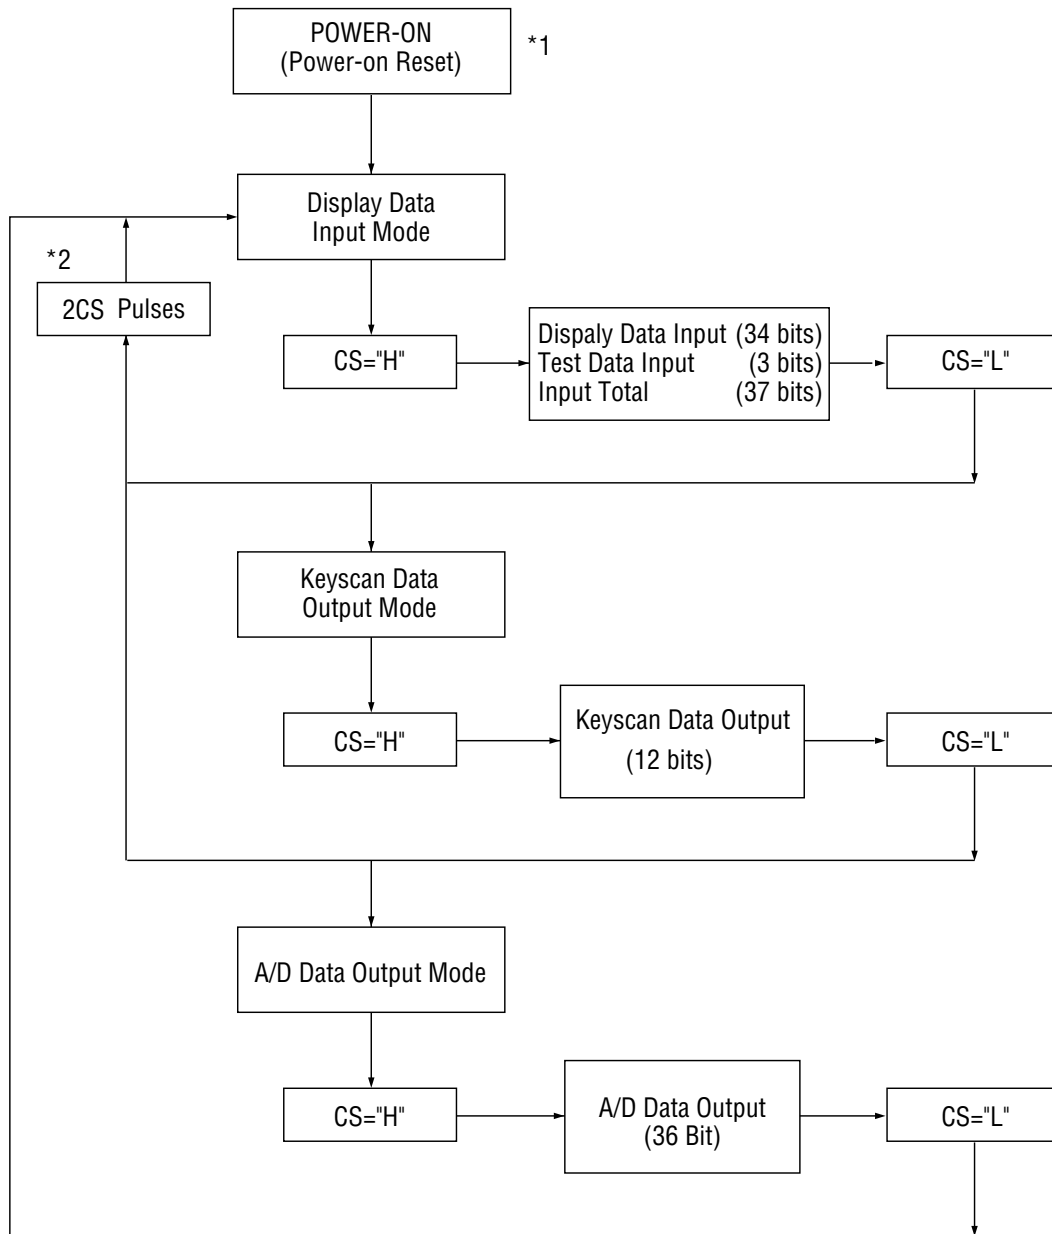 POWER-ON
(Power-on Reset)
*1
Display Data
Input Mode
*2
2CS Pulses
CS="H"
Dispaly Data Input (34 bits)
Test Data Input (3 bits)
Input Total (37 bits)
CS="L"
Keyscan Data
Output Mode
CS="H"
Keyscan Data Output
(12 bits)
CS="L"
A/D Data Output Mode
CS="H"
A/D Data Output
(36 Bit)
CS="L"